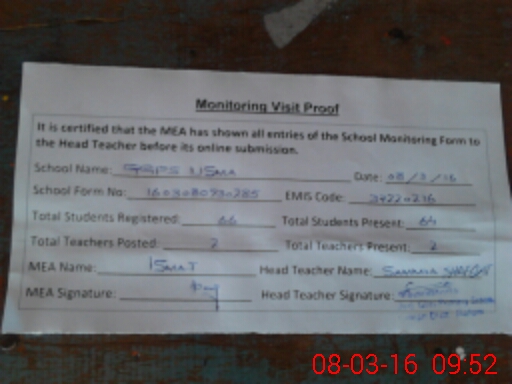 Monitoring Visit Proof
It is certified that the MEA has shown all entries of the School Monitoring Form to
the Head Teacher before its online submission.
School Name: Date: 08/3/16
School Form No: EMIS Code: 34220216
Total Students Registered: 66 Total Students Present: 64
Total Teachers Posted: 2 Total Teachers Present: 2
MEA Name: ISMAT Head Teacher Name:
MEA Signature: Head Teacher Signature:
08-03-16 09:52